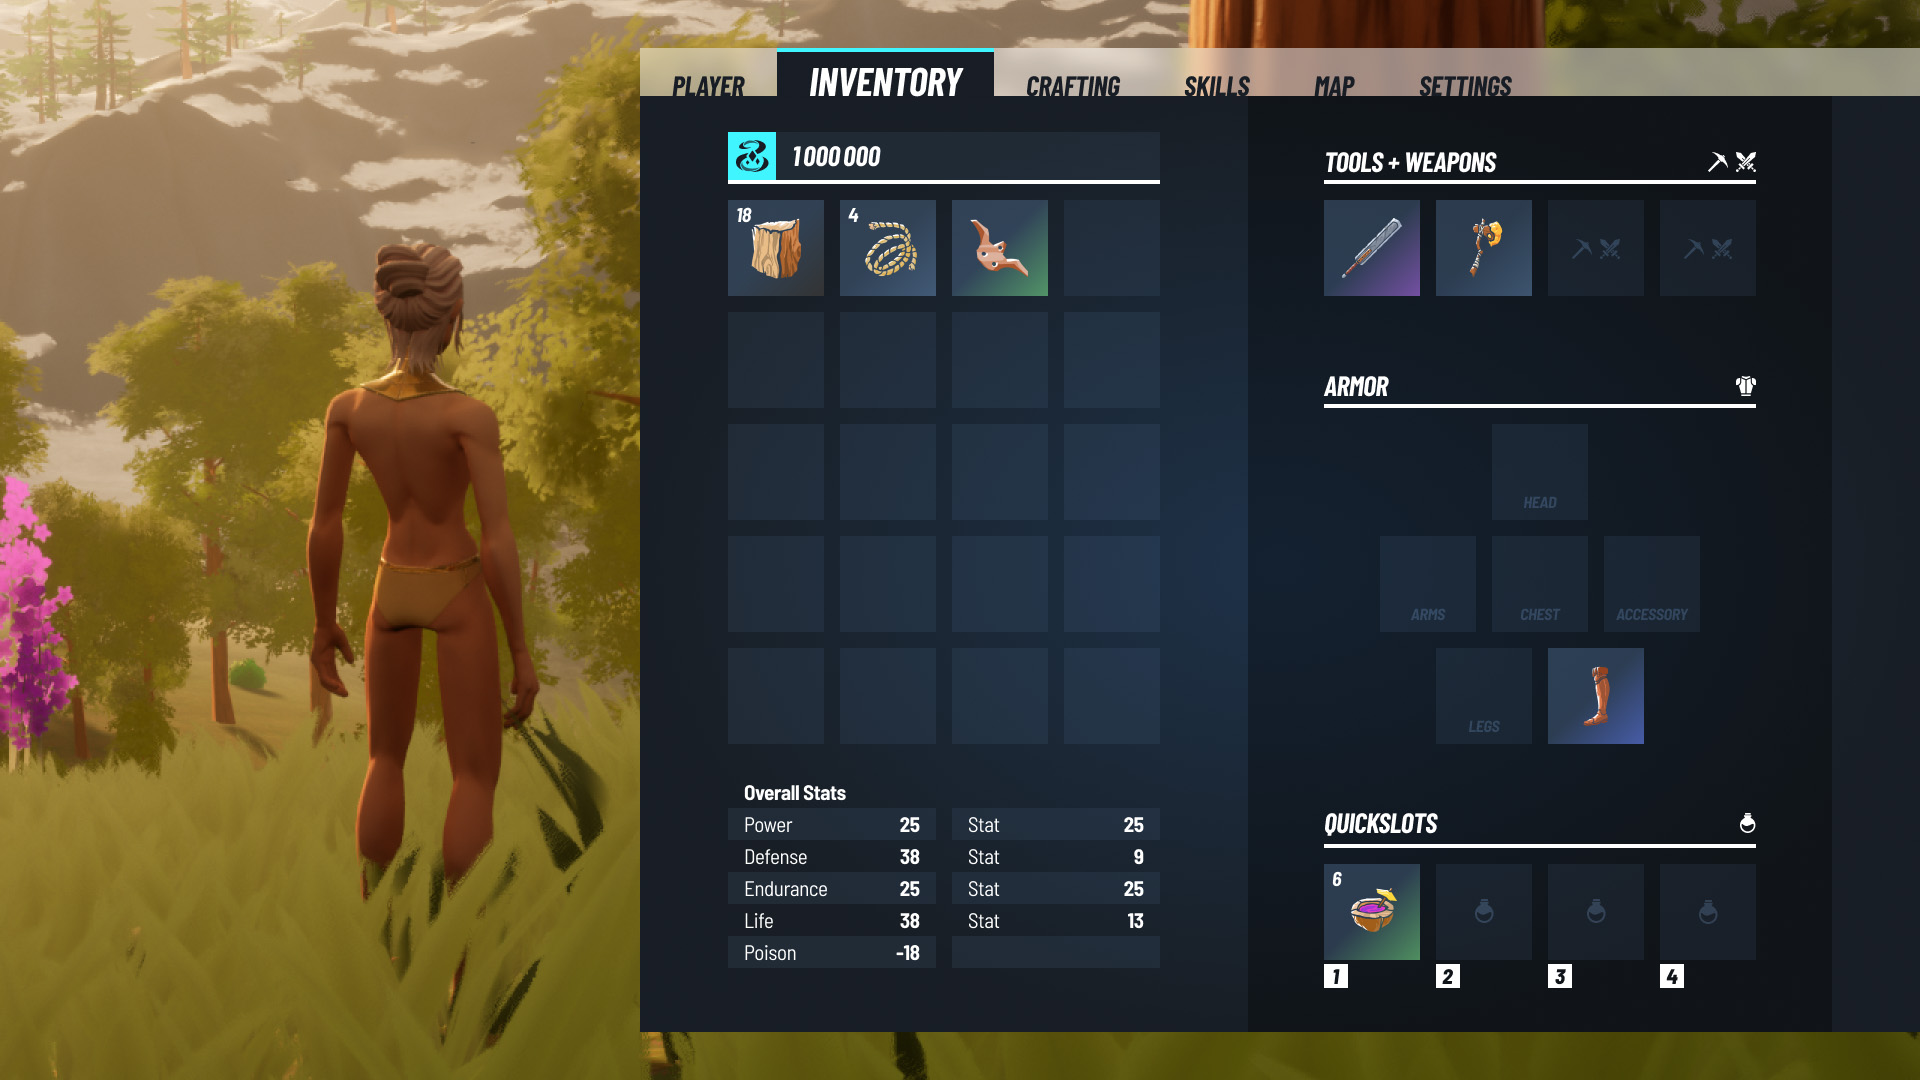 PLAYER
INVENTORY
CRAFTING
SKILLS
MAP
SETTINGS
1 000 000
18
4
Overall Stats
Power 25
Defense 38
Endurance 25
Life 38
Poison -18
Stat 25
Stat 9
Stat 25
Stat 13
TOOLS + WEAPONS
ARMOR
HEAD
ARMS
CHEST
ACCESSORY
LEGS
QUICKSLOTS
6
1
2
3
4